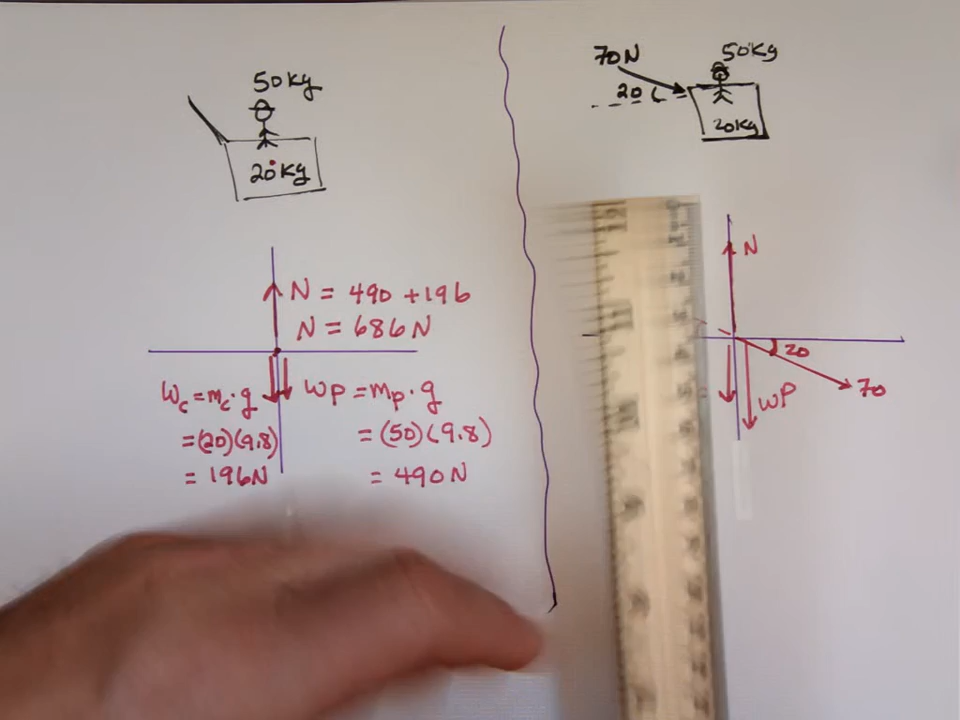 50kg
20kg
N = 490 + 196
N = 686N
Wc = mc · g
= (20)(9.8)
= 196N
WP = mp · g
= (50)(9.8)
= 490N
70N
50kg
20
20kg
N
20
70
WP